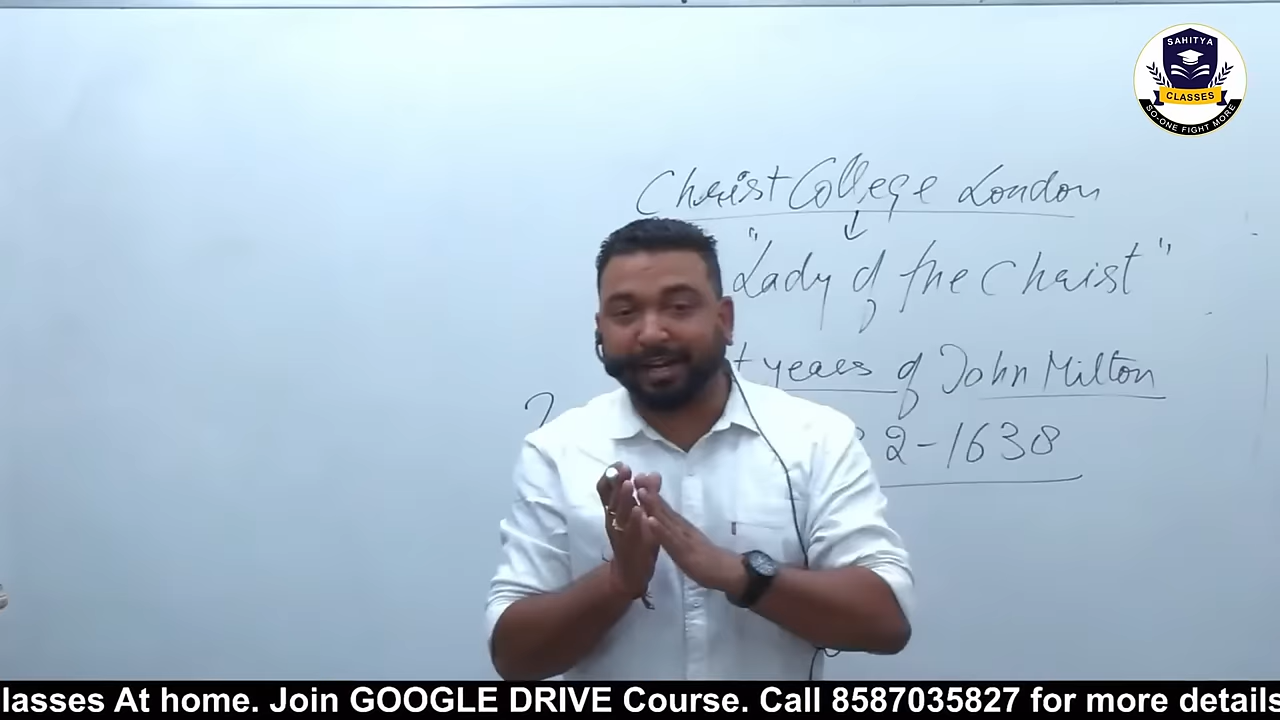 SAHITYA
CLASSES
SO-ONE FIGHT MORE
Christ College London
"Lady of the Christ"
years of John Milton
2-1638
lasses At home. Join GOOGLE DRIVE Course. Call 8587035827 for more details